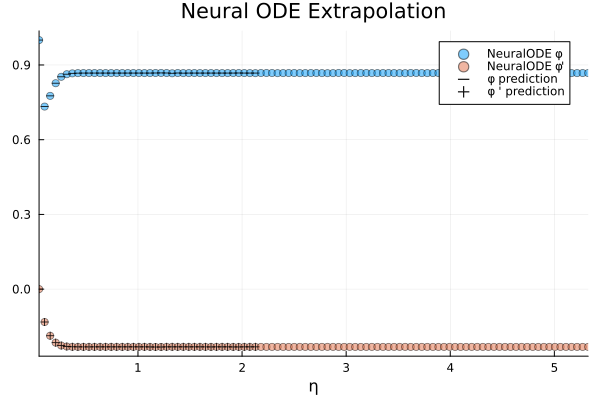 Neural ODE Extrapolation
NeuralODE φ
NeuralODE φ'
φ prediction
φ ' prediction
0.9
0.6
0.3
0.0
1 2 3 4 5
η